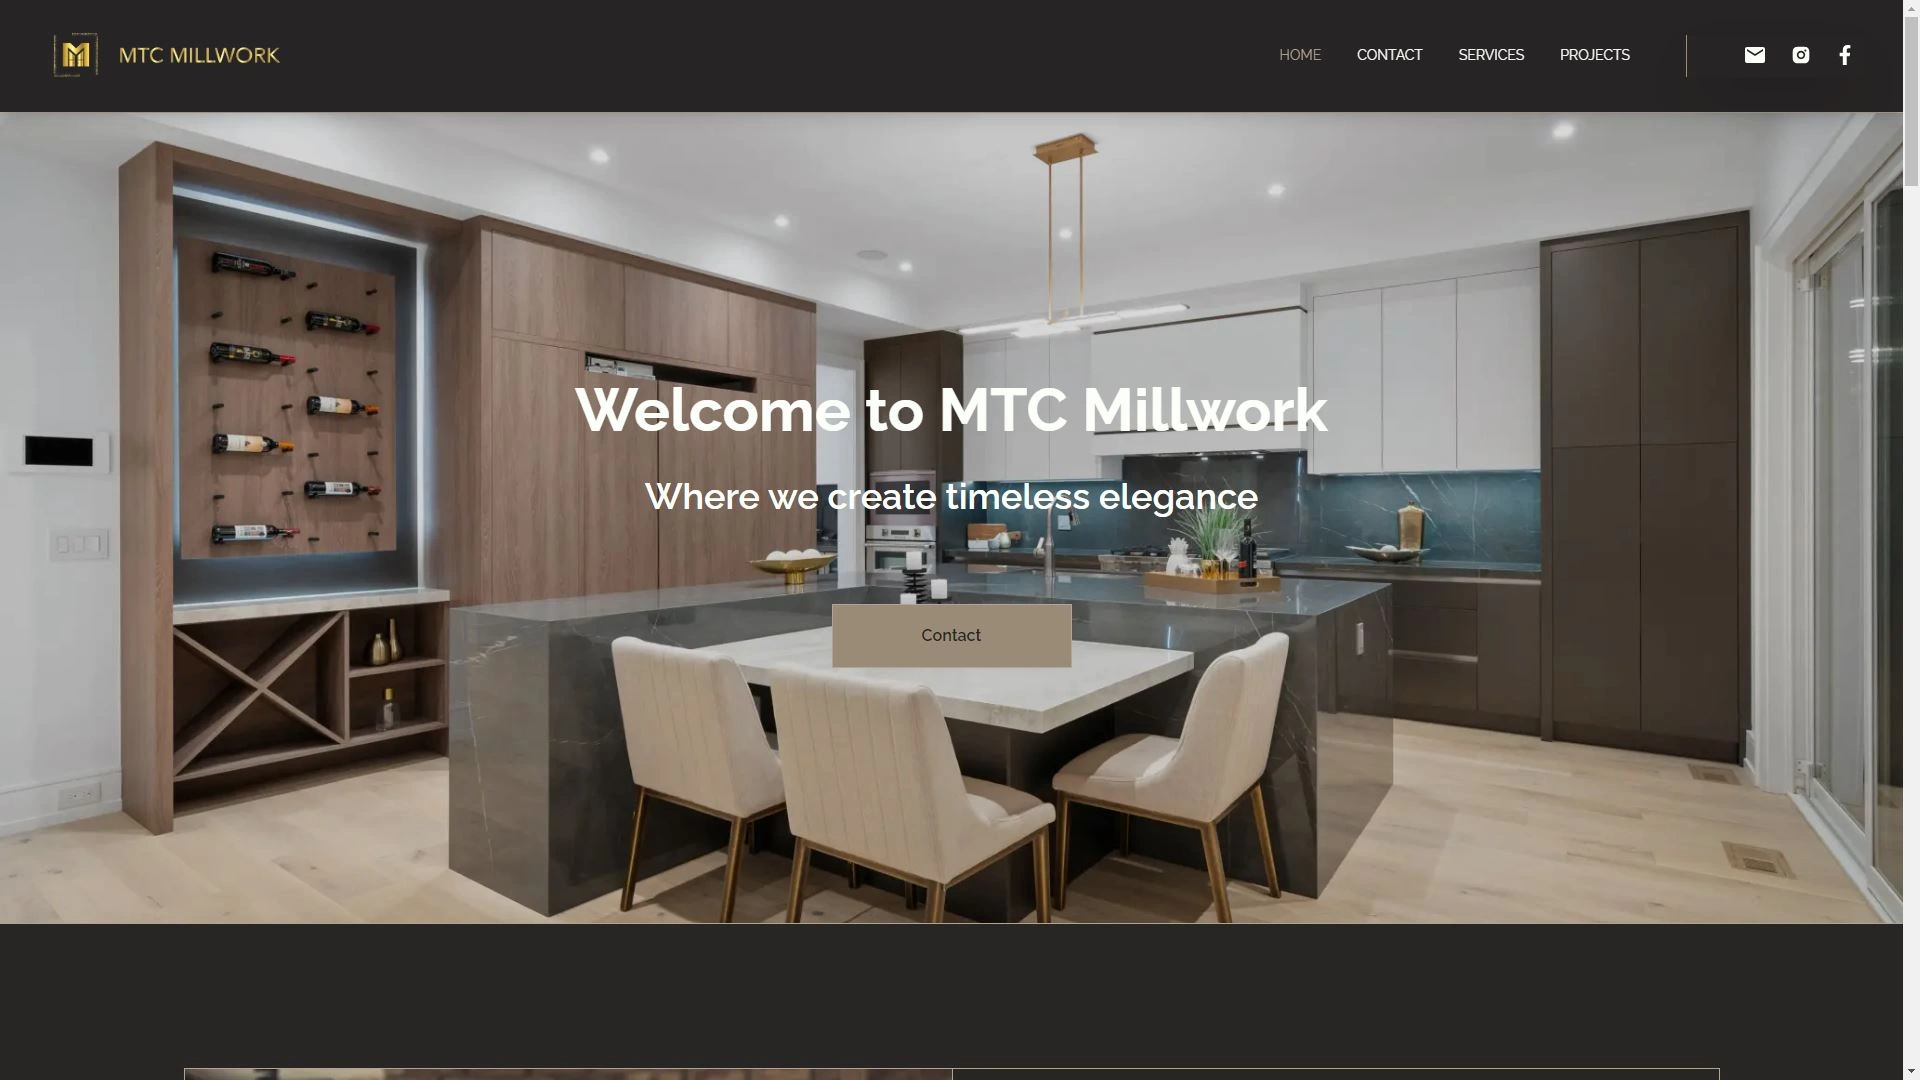 MTC MILLWORK
HOME CONTACT SERVICES PROJECTS
Welcome to MTC Millwork
Where we create timeless elegance
Contact